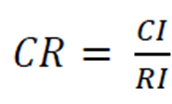 CR = CI / RI